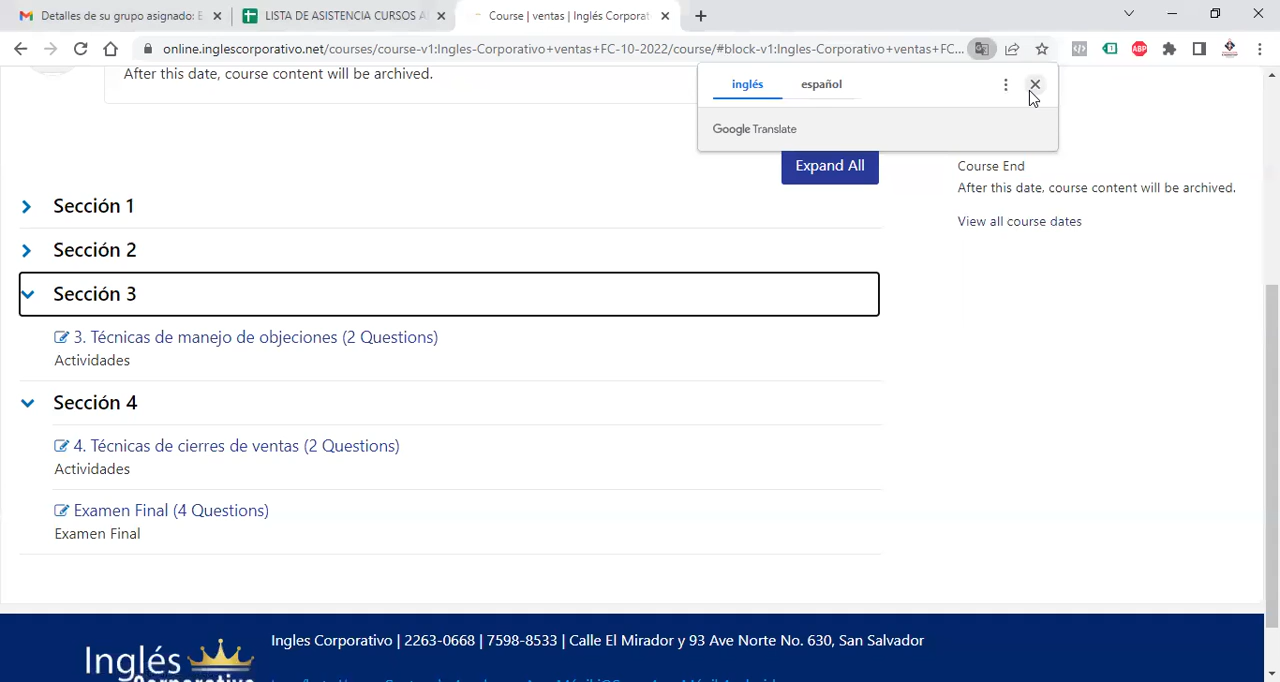 Detalles de su grupo asignado: E
LISTA DE ASISTENCIA CURSOS A
Course | ventas | Inglés Corporat
online.inglescorporativo.net/courses/course-v1:Ingles-Corporativo+ventas+FC-10-2022/course/#block-v1:Ingles-Corporativo+ventas+FC...
After this date, course content will be archived.
inglés
español
Google Translate
Expand All
Course End
After this date, course content will be archived.
View all course dates
Sección 1
Sección 2
Sección 3
3. Técnicas de manejo de objeciones (2 Questions)
Actividades
Sección 4
4. Técnicas de cierres de ventas (2 Questions)
Actividades
Examen Final (4 Questions)
Examen Final
Ingles Corporativo | 2263-0668 | 7598-8533 | Calle El Mirador y 93 Ave Norte No. 630, San Salvador
Inglés
ABP